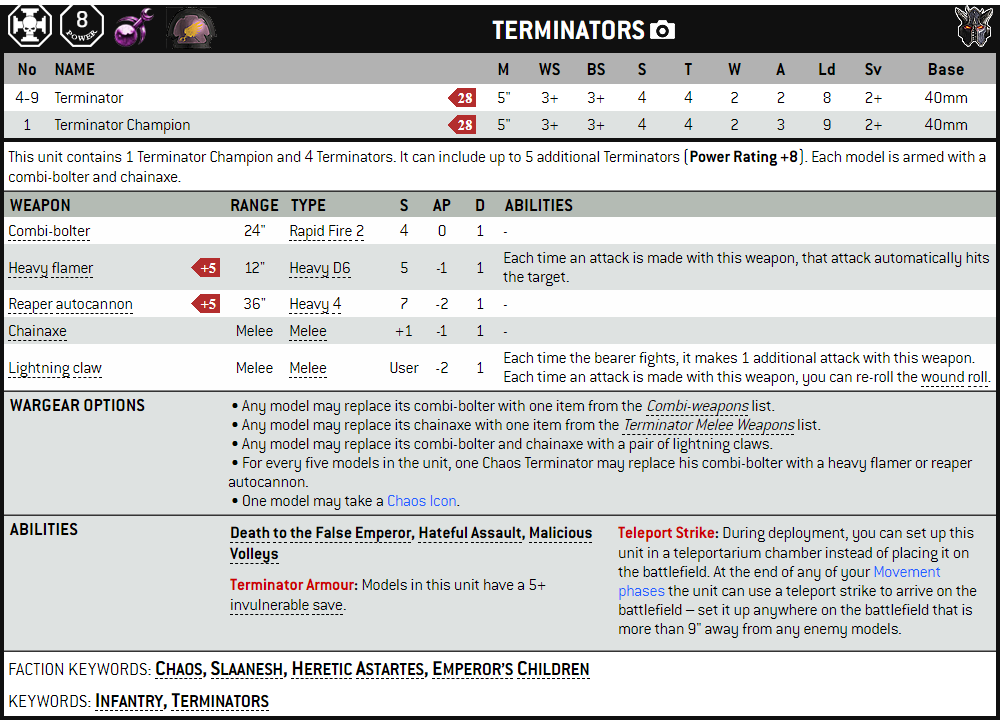 8
POWER
TERMINATORS
No NAME M WS BS S T W A Ld Sv Base
4-9 Terminator 28 5" 3+ 3+ 4 4 2 2 8 2+ 40mm
1 Terminator Champion 28 5" 3+ 3+ 4 4 2 3 9 2+ 40mm
This unit contains 1 Terminator Champion and 4 Terminators. It can include up to 5 additional Terminators (Power Rating +8). Each model is armed with a
combi-bolter and chainaxe.
WEAPON RANGE TYPE S AP D ABILITIES
Combi-bolter 24" Rapid Fire 2 4 0 1 -
Heavy flamer +5 12" Heavy D6 5 -1 1 Each time an attack is made with this weapon, that attack automatically hits
the target.
Reaper autocannon +5 36" Heavy 4 7 -2 1 -
Chainaxe Melee Melee +1 -1 1 -
Lightning claw Melee Melee User -2 1 Each time the bearer fights, it makes 1 additional attack with this weapon.
Each time an attack is made with this weapon, you can re-roll the wound roll.
WARGEAR OPTIONS
• Any model may replace its combi-bolter with one item from the Combi-weapons list.
• Any model may replace its chainaxe with one item from the Terminator Melee Weapons list.
• Any model may replace its combi-bolter and chainaxe with a pair of lightning claws.
• For every five models in the unit, one Chaos Terminator may replace his combi-bolter with a heavy flamer or reaper
autocannon.
• One model may take a Chaos Icon.
ABILITIES
Death to the False Emperor, Hateful Assault, Malicious
Volleys
Terminator Armour: Models in this unit have a 5+
invulnerable save.
Teleport Strike: During deployment, you can set up this
unit in a teleportarium chamber instead of placing it on
the battlefield. At the end of any of your Movement
phases the unit can use a teleport strike to arrive on the
battlefield – set it up anywhere on the battlefield that is
more than 9" away from any enemy models.
FACTION KEYWORDS: CHAOS, SLAANESH, HERETIC ASTARTES, EMPEROR'S CHILDREN
KEYWORDS: INFANTRY, TERMINATORS